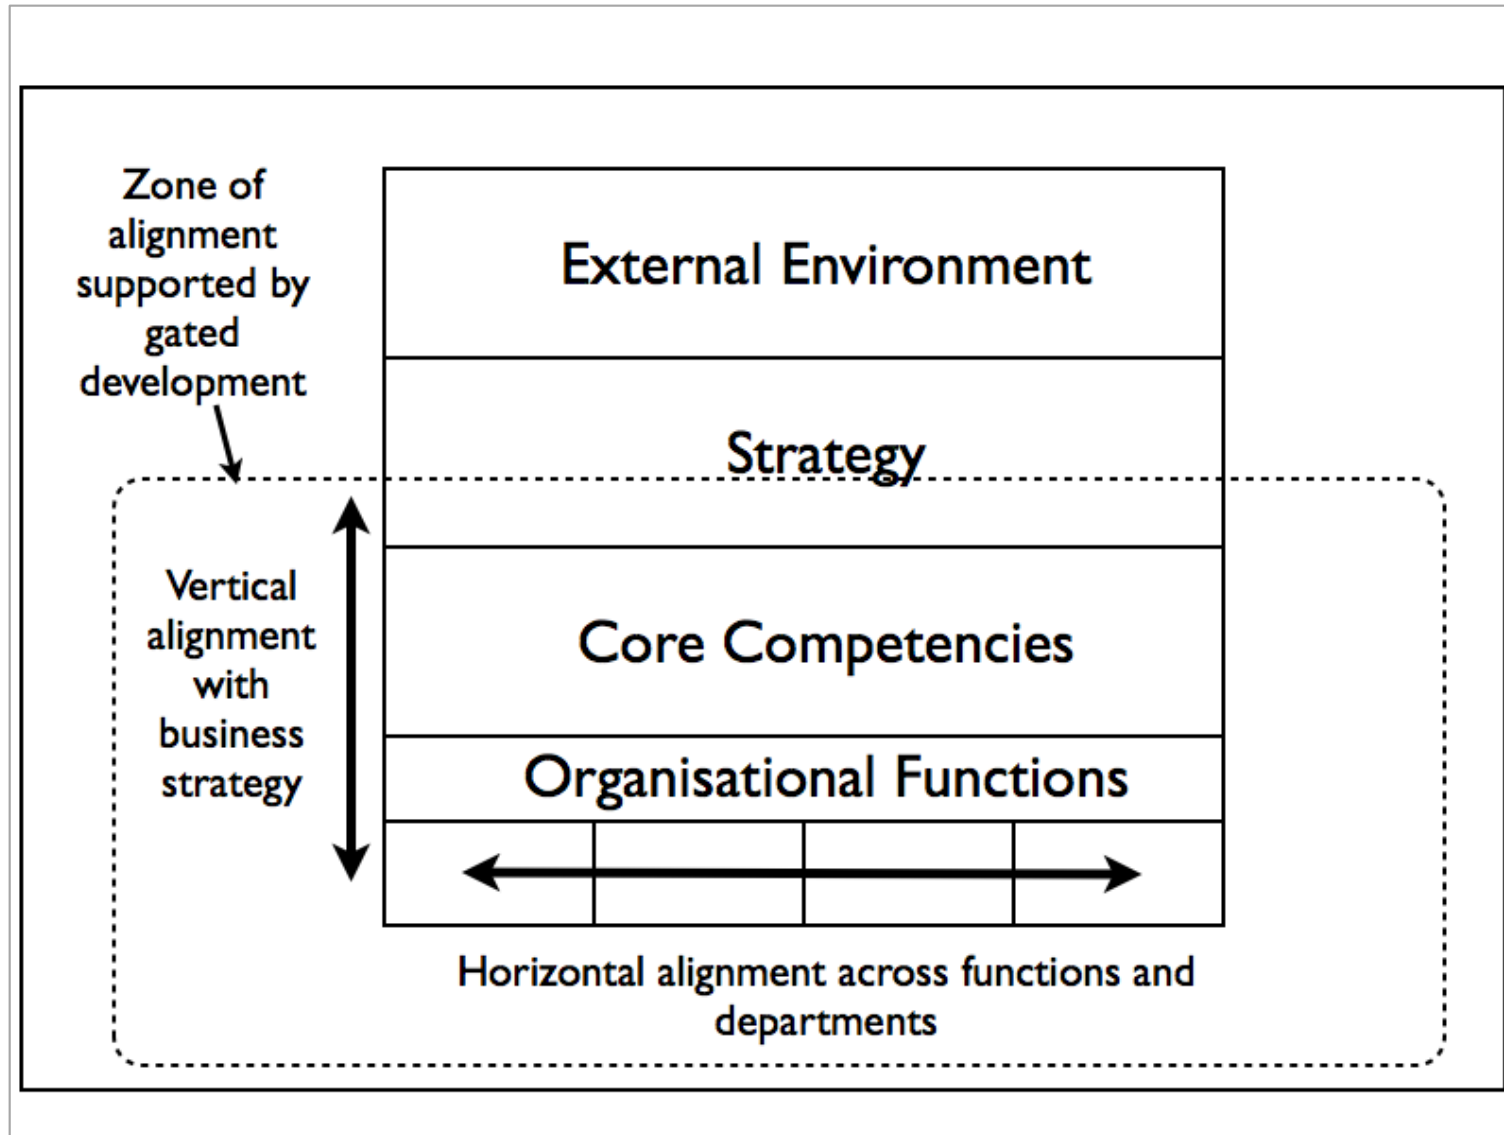 Zone of
alignment
supported by
gated
development
External Environment
Strategy
Core Competencies
Organisational Functions
Vertical
alignment
with
business
strategy
Horizontal alignment across functions and
departments